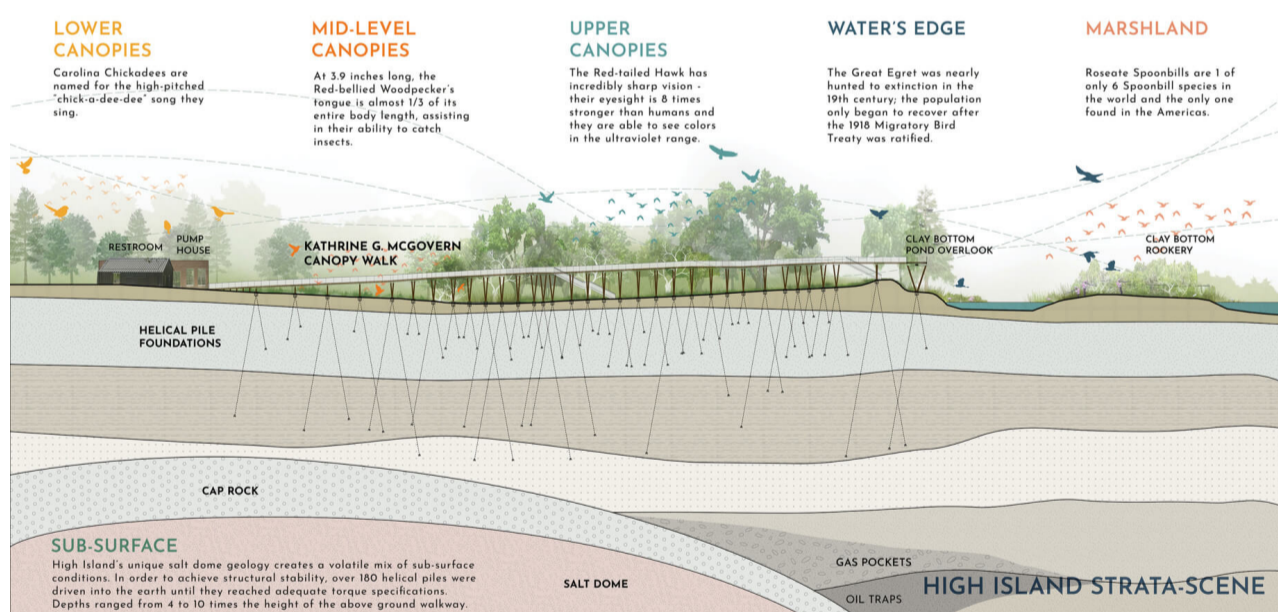 LOWER
CANOPIES
Carolina Chickadees are
named for the high-pitched
"chick-a-dee-dee" song they
sing.
MID-LEVEL
CANOPIES
At 3.9 inches long, the
Red-bellied Woodpecker's
tongue is almost 1/3 of its
entire body length, assisting
in their ability to catch
insects.
UPPER
CANOPIES
The Red-tailed Hawk has
incredibly sharp vision -
their eyesight is 8 times
stronger than humans and
they are able to see colors
in the ultraviolet range.
WATER'S EDGE
The Great Egret was nearly
hunted to extinction in the
19th century; the population
only began to recover after
the 1918 Migratory Bird
Treaty was ratified.
MARSHLAND
Roseate Spoonbills are 1 of
only 6 Spoonbill species in
the world and the only one
found in the Americas.
RESTROOM
PUMP
HOUSE
KATHRINE G. MCGOVERN
CANOPY WALK
CLAY BOTTOM
POND OVERLOOK
CLAY BOTTOM
ROOKERY
HELICAL PILE
FOUNDATIONS
CAP ROCK
SUB-SURFACE
High Island's unique salt dome geology creates a volatile mix of sub-surface
conditions. In order to achieve structural stability, over 180 helical piles were
driven into the earth until they reached adequate torque specifications.
Depths ranged from 4 to 10 times the height of the above ground walkway.
SALT DOME
GAS POCKETS
OIL TRAPS
HIGH ISLAND STRATA-SCENE